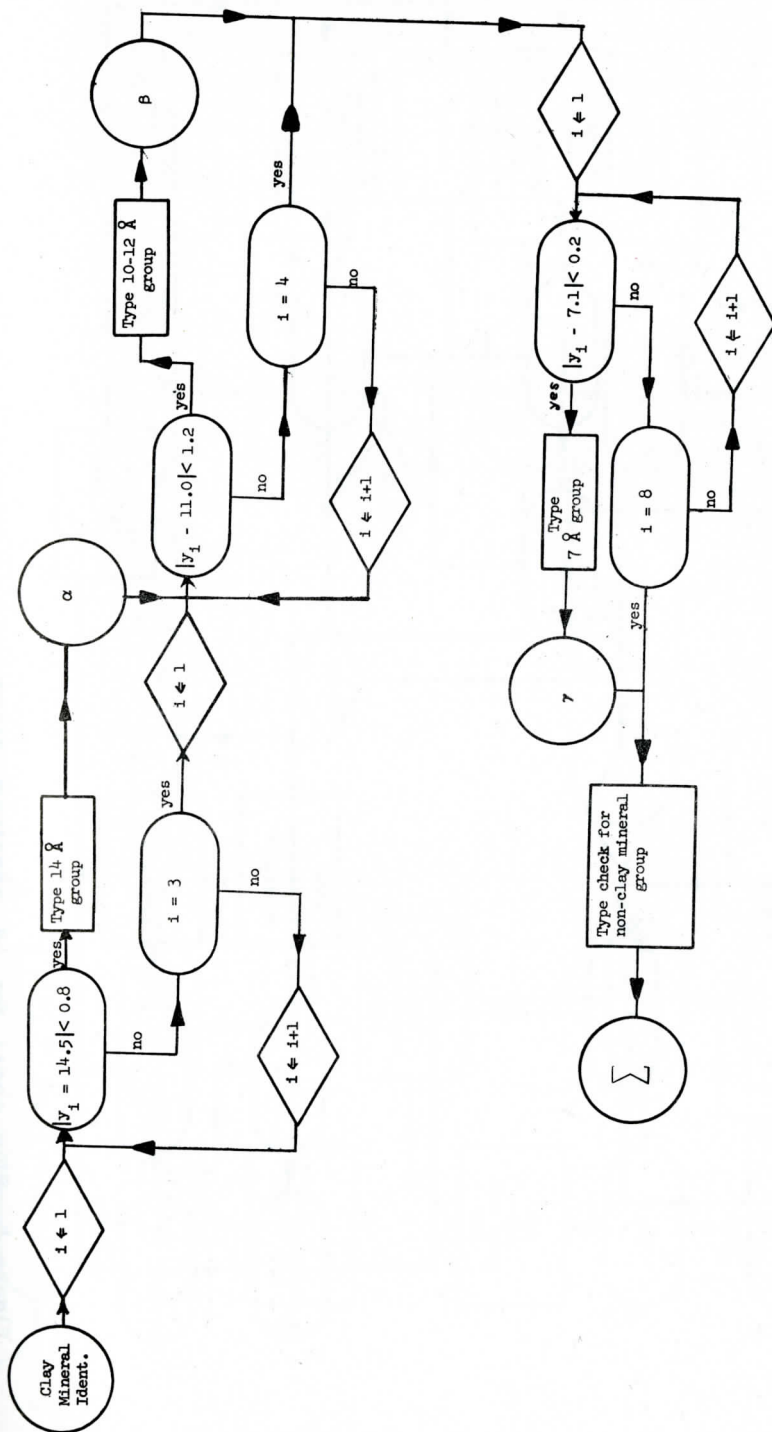 Clay
Mineral
Ident.
i ⇐ 1
|y_i = 14.5| < 0.8
yes
no
Type 14 Å
group
α
i = 3
yes
no
i ⇐ i+1
i ⇐ 1
|y_i - 11.0| < 1.2
yes
no
Type 10-12 Å
group
β
i = 4
yes
no
i ⇐ i+1
i ⇐ 1
|y_i - 7.1| < 0.2
yes
no
Type
7 Å group
γ
i = 8
yes
no
i ⇐ i+1
Type check for
non-clay mineral
group
Σ